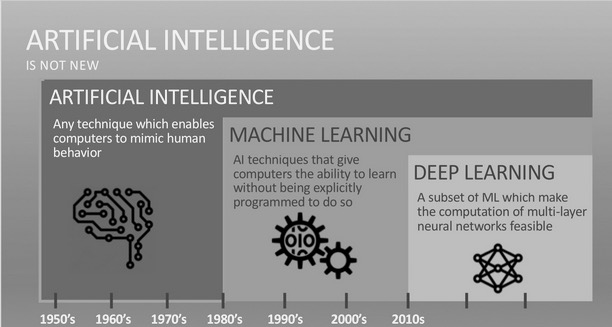 ARTIFICIAL INTELLIGENCE
IS NOT NEW
ARTIFICIAL INTELLIGENCE
Any technique which enables
computers to mimic human
behavior
MACHINE LEARNING
AI techniques that give
computers the ability to learn
without being explicitly
programmed to do so
DEEP LEARNING
A subset of ML which make
the computation of multi-layer
neural networks feasible
1950's 1960's 1970's 1980's 1990's 2000's 2010s